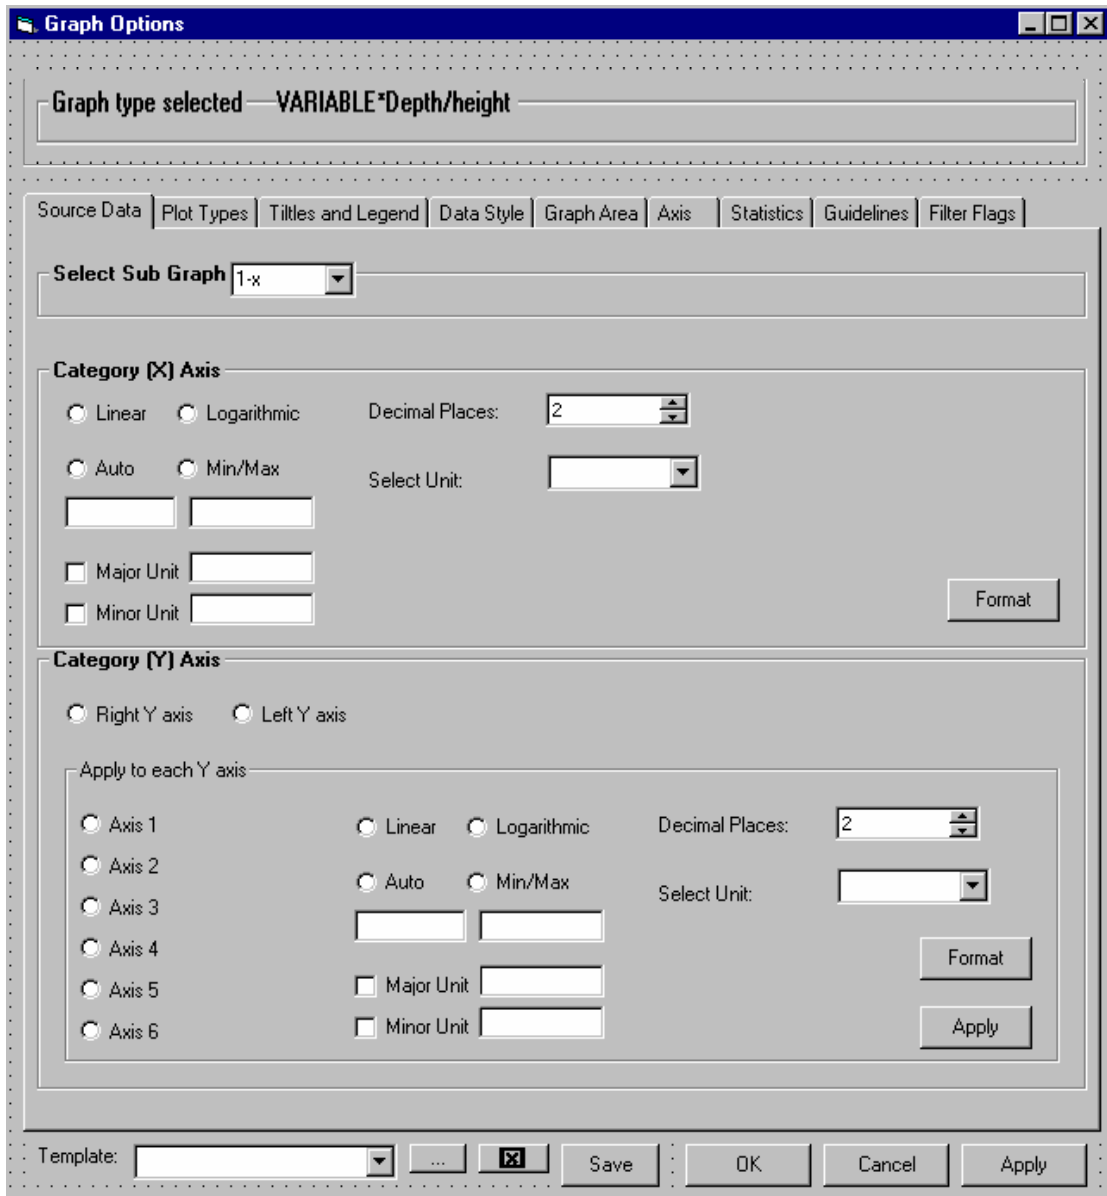 Graph Options
Graph type selected VARIABLE*Depth/height
Source Data Plot Types Tiltles and Legend Data Style Graph Area Axis Statistics Guidelines Filter Flags
Select Sub Graph 1-x
Category (X) Axis
Linear Logarithmic Decimal Places: 2
Auto Min/Max Select Unit:
Major Unit
Minor Unit Format
Category (Y) Axis
Right Y axis Left Y axis
Apply to each Y axis
Axis 1 Linear Logarithmic Decimal Places: 2
Axis 2
Auto Min/Max Select Unit:
Axis 3
Axis 4 Format
Axis 5 Major Unit
Axis 6 Minor Unit Apply
Template: ... Save OK Cancel Apply